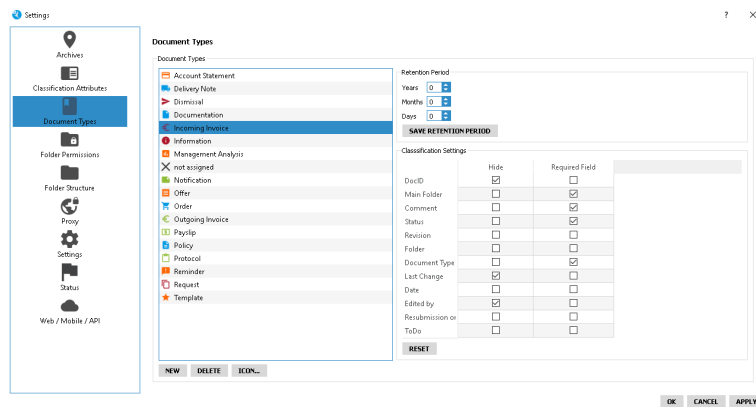 Settings
?
Archives
Classification Attributes
Document Types
Folder Permissions
Folder Structure
Proxy
Settings
Status
Web / Mobile / API
Document Types
Document Types
Account Statement
Delivery Note
Dismissal
Documentation
Incoming Invoice
Information
Management Analysis
not assigned
Notification
Offer
Order
Outgoing Invoice
Payslip
Policy
Protocol
Reminder
Request
Template
NEW DELETE ICON...
Retention Period
Years 0
Months 0
Days 0
SAVE RETENTION PERIOD
Classsification Settings
Hide Required Field
DocID
Main Folder
Comment
Status
Revision
Folder
Document Type
Last Change
Date
Edited by
Resubmission or
ToDo
RESET
OK CANCEL APPLY